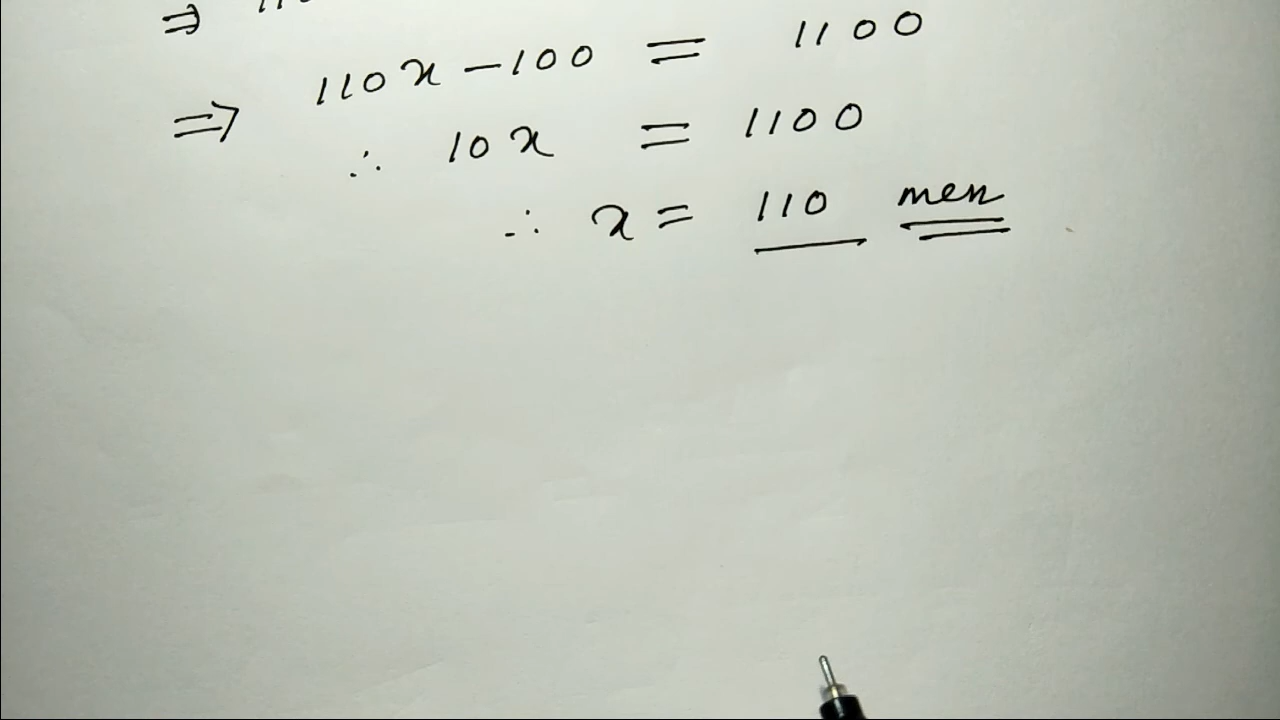 ⇒
⇒ 110x - 100 = 1100
∴ 10x = 1100
∴ x = 110 men